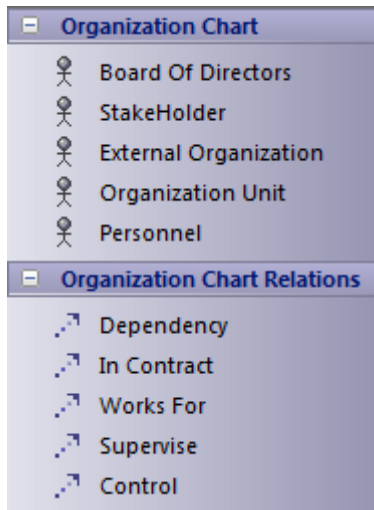 Organization Chart
Board Of Directors
StakeHolder
External Organization
Organization Unit
Personnel
Organization Chart Relations
Dependency
In Contract
Works For
Supervise
Control